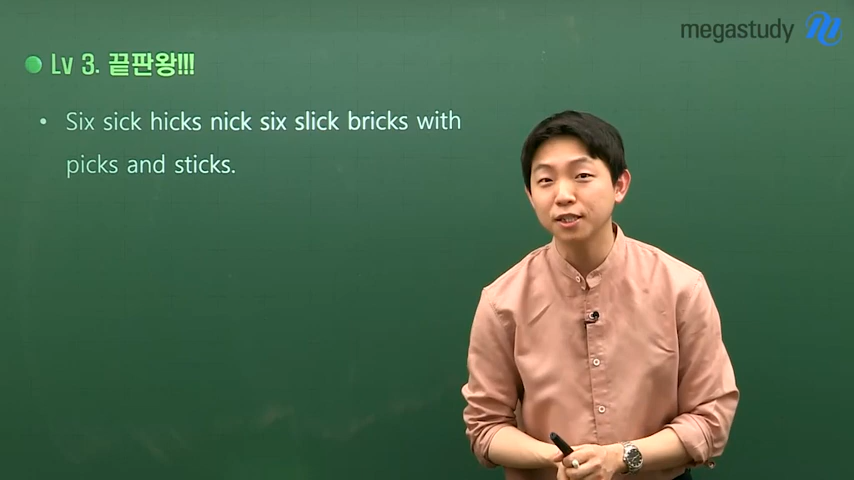 megastudy
Lv 3. 끝판왕!!!
• Six sick hicks nick six slick bricks with
picks and sticks.